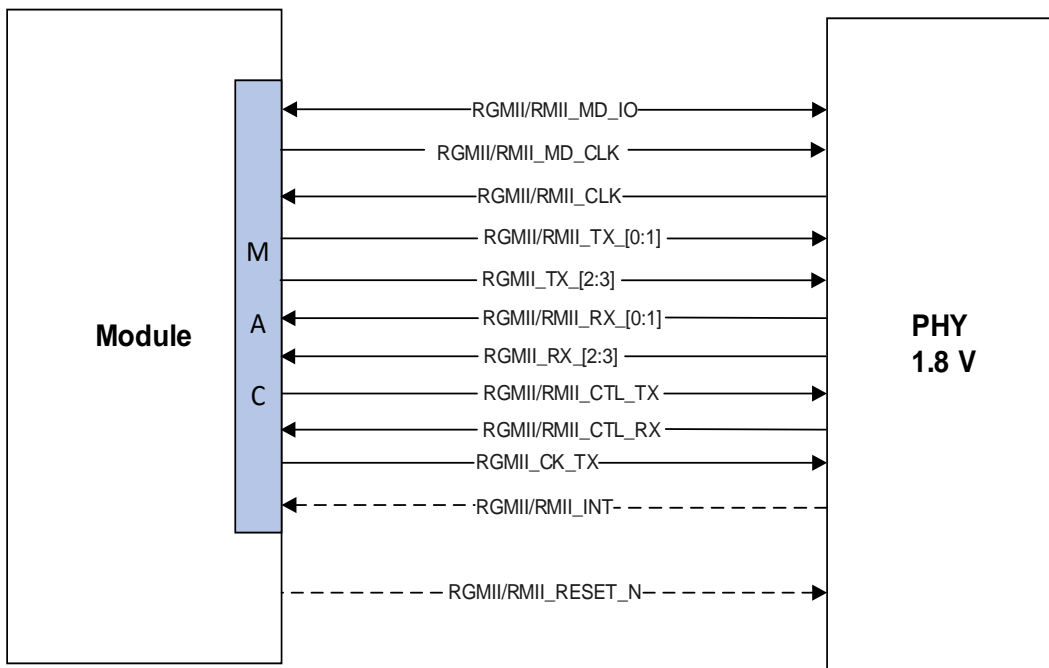 RGMII/RMII_MD_IO
RGMII/RMII_MD_CLK
RGMII/RMII_CLK
RGMII/RMII_TX_[0:1]
M
RGMII_TX_[2:3]
RGMII/RMII_RX_[0:1]
Module
A
PHY
1.8 V
RGMII_RX_[2:3]
RGMII/RMII_CTL_TX
C
RGMII/RMII_CTL_RX
RGMII_CK_TX
RGMII/RMII_INT
RGMII/RMII_RESET_N